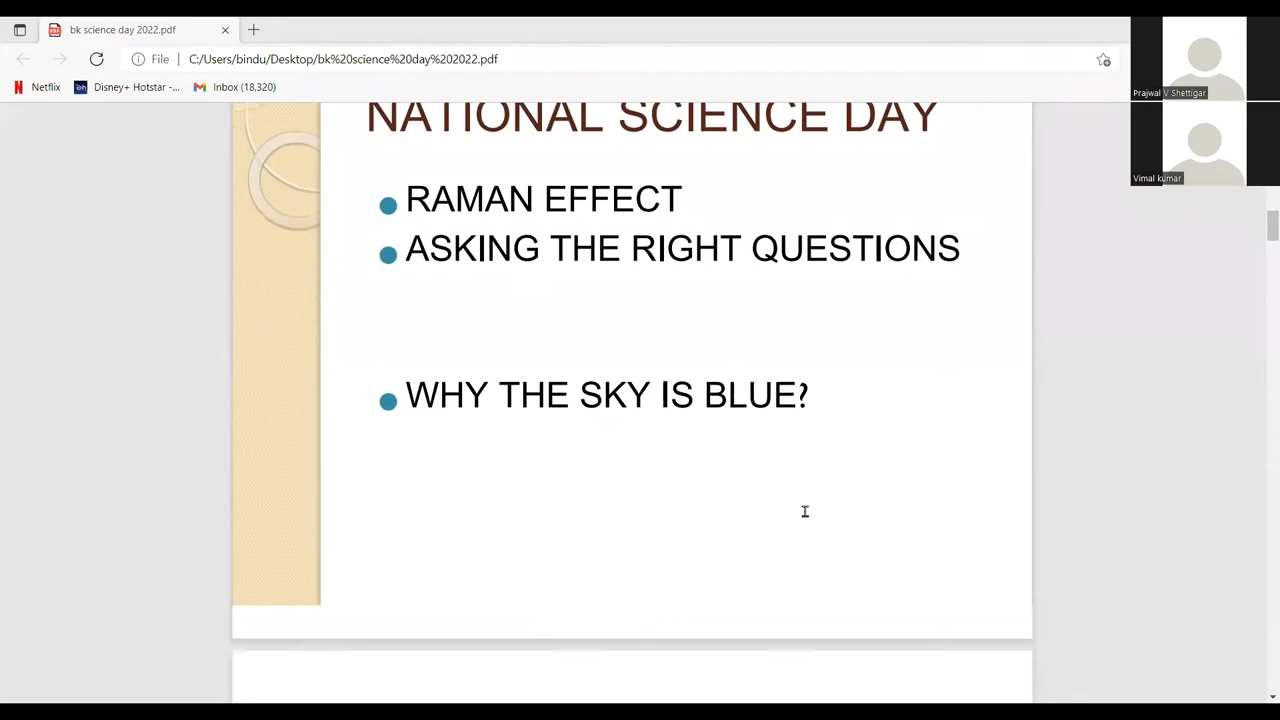 bk science day 2022.pdf
File
C:/Users/bindu/Desktop/bk%20science%20day%202022.pdf
Netflix
Disney+ Hotstar -...
Inbox (18,320)
Prajwal V Shettigar
Vimal kumar
NATIONAL SCIENCE DAY
RAMAN EFFECT
ASKING THE RIGHT QUESTIONS
WHY THE SKY IS BLUE?